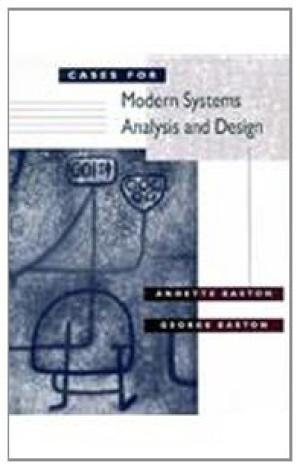 CASES FOR
Modern Systems
Analysis and Design
ANNETTE EASTON
GEORGE EASTON